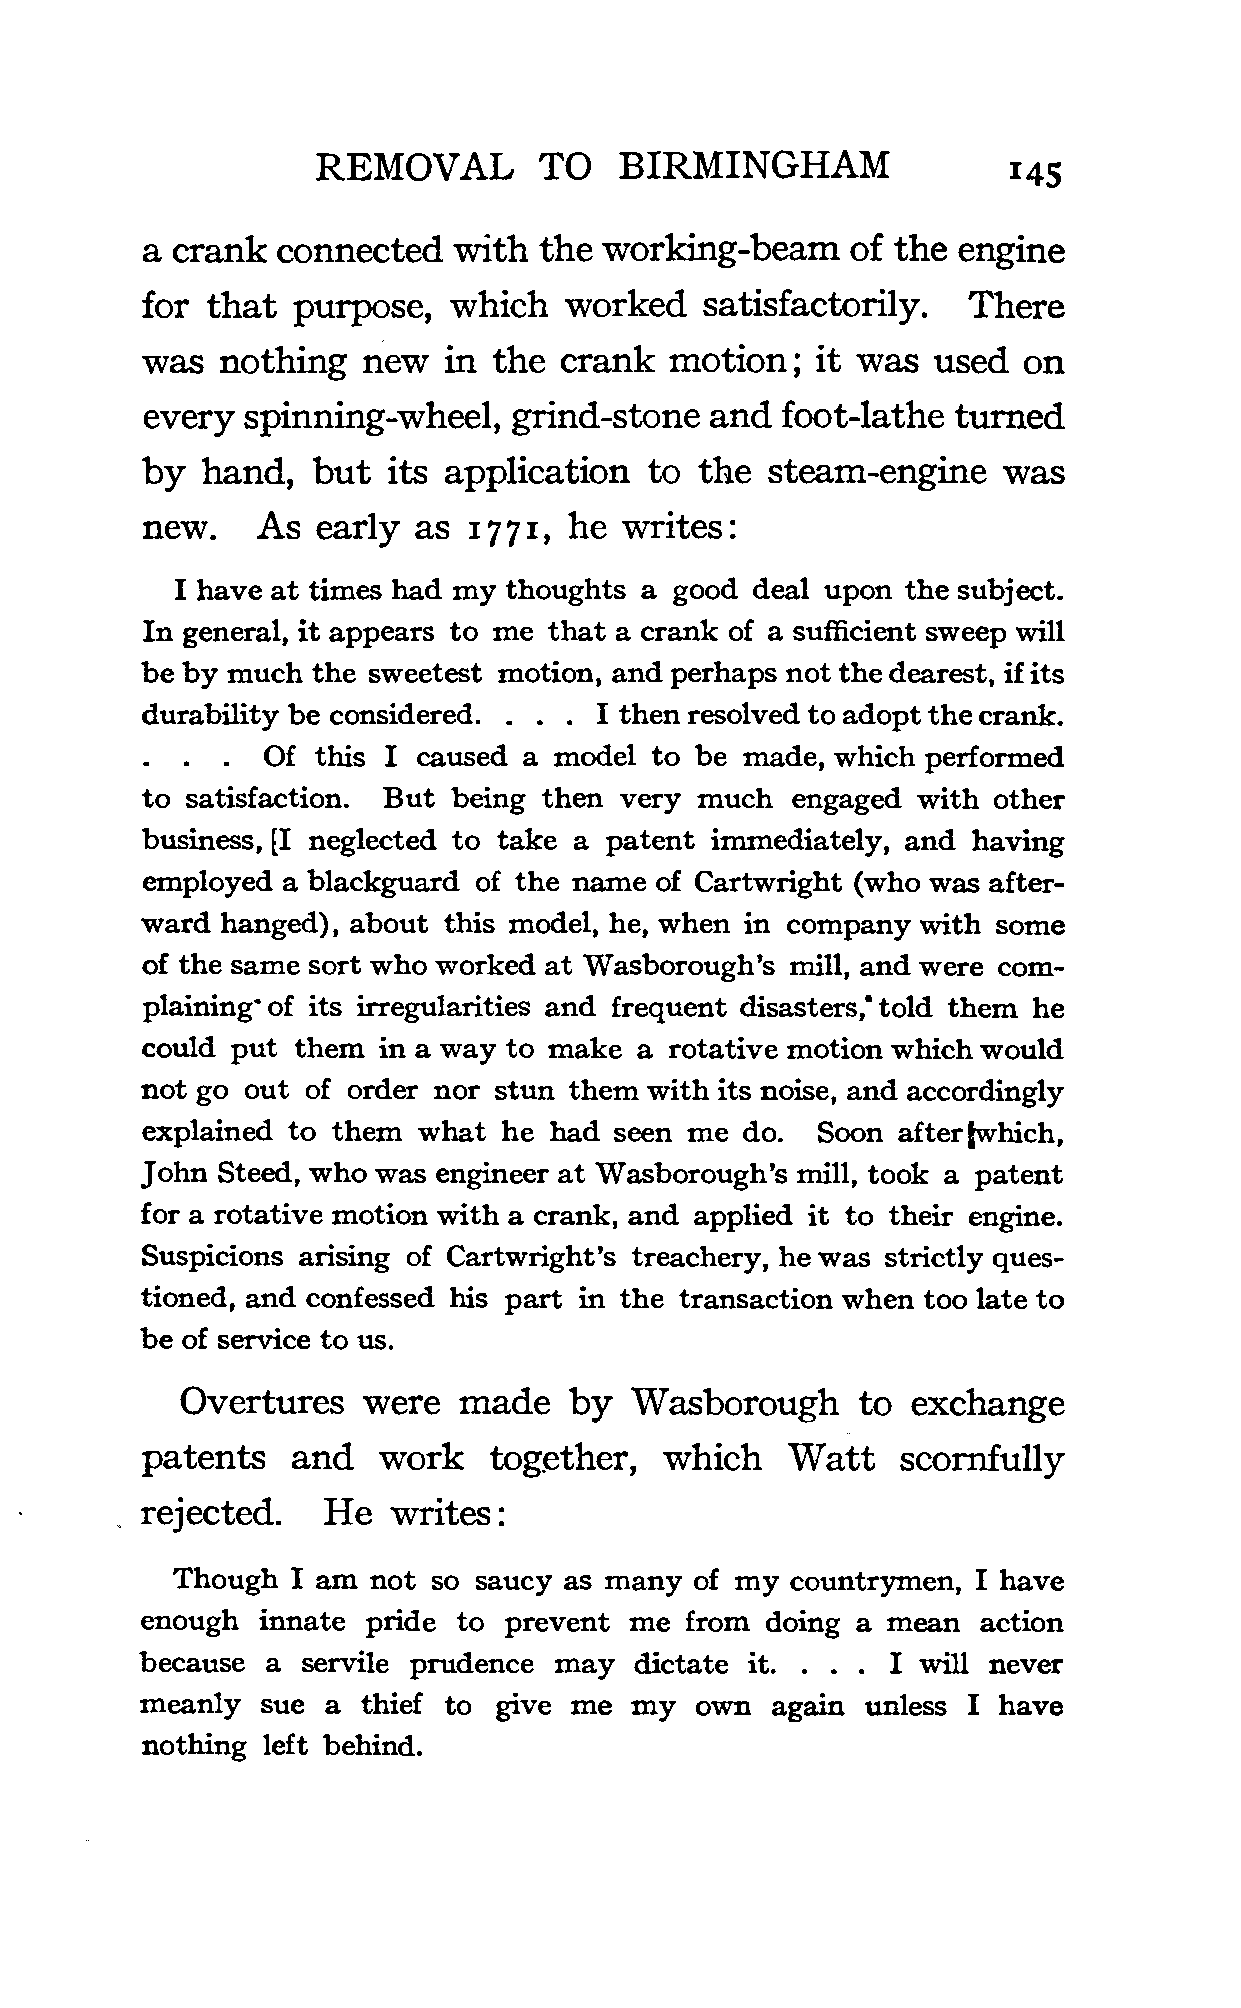 REMOVAL TO BIRMINGHAM 145
a crank connected with the working-beam of the engine
for that purpose, which worked satisfactorily. There
was nothing new in the crank motion; it was used on
every spinning-wheel, grind-stone and foot-lathe turned
by hand, but its application to the steam-engine was
new. As early as 1771, he writes:
I have at times had my thoughts a good deal upon the subject.
In general, it appears to me that a crank of a sufficient sweep will
be by much the sweetest motion, and perhaps not the dearest, if its
durability be considered. . . . I then resolved to adopt the crank.
. . . Of this I caused a model to be made, which performed
to satisfaction. But being then very much engaged with other
business, [I neglected to take a patent immediately, and having
employed a blackguard of the name of Cartwright (who was after-
ward hanged), about this model, he, when in company with some
of the same sort who worked at Wasborough's mill, and were com-
plaining of its irregularities and frequent disasters, told them he
could put them in a way to make a rotative motion which would
not go out of order nor stun them with its noise, and accordingly
explained to them what he had seen me do. Soon after which,
John Steed, who was engineer at Wasborough's mill, took a patent
for a rotative motion with a crank, and applied it to their engine.
Suspicions arising of Cartwright's treachery, he was strictly ques-
tioned, and confessed his part in the transaction when too late to
be of service to us.
Overtures were made by Wasborough to exchange
patents and work together, which Watt scornfully
rejected. He writes:
Though I am not so saucy as many of my countrymen, I have
enough innate pride to prevent me from doing a mean action
because a servile prudence may dictate it. . . . I will never
meanly sue a thief to give me my own again unless I have
nothing left behind.